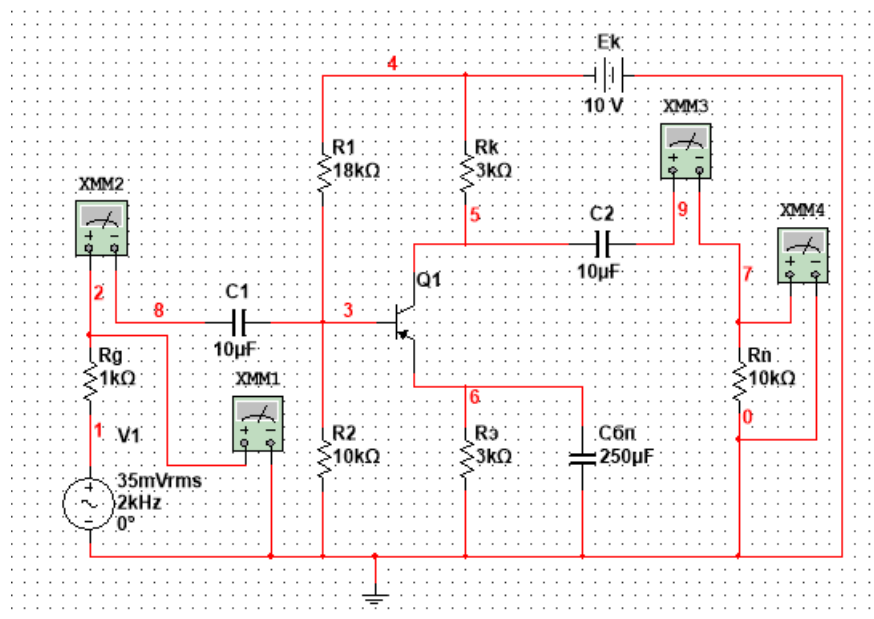 Ek
4
10 V
XMM3
+ -
R1
18kΩ
Rk
3kΩ
XMM2
+ -
9
C2
XMM4
+ -
5
10µF
7
Q1
2
8
C1
3
10µF
Rg
1kΩ
XMM1
+ -
Rn
10kΩ
6
0
1
V1
R2
10kΩ
Rэ
3kΩ
Cбп
250µF
+
35mVrms
2kHz
0°
-